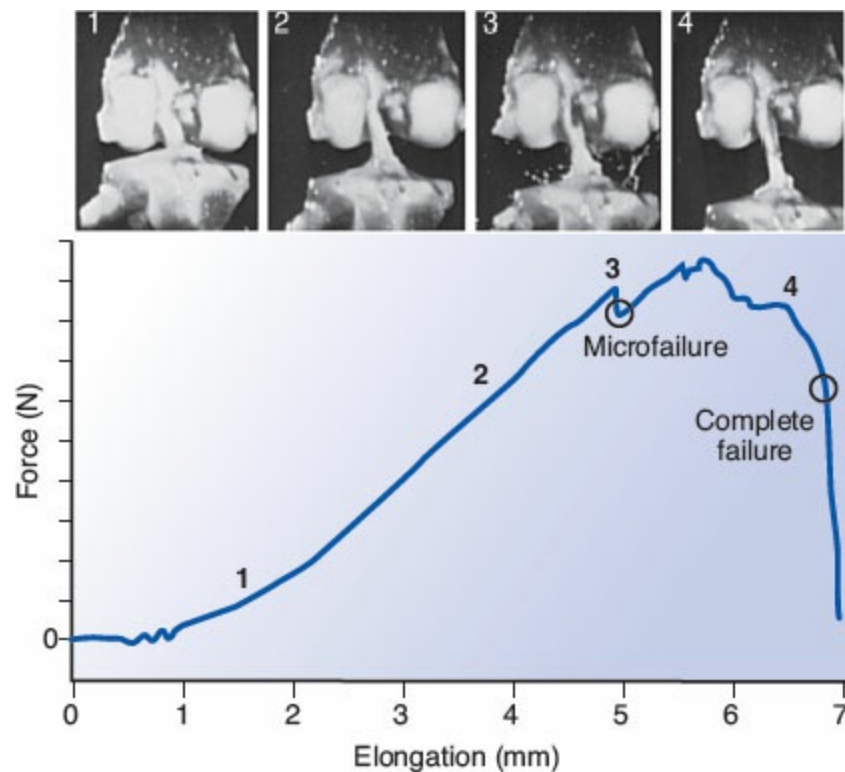 1 2 3 4
3
4
Microfailure
2
Complete
failure
1
Force (N)
0
0 1 2 3 4 5 6 7
Elongation (mm)